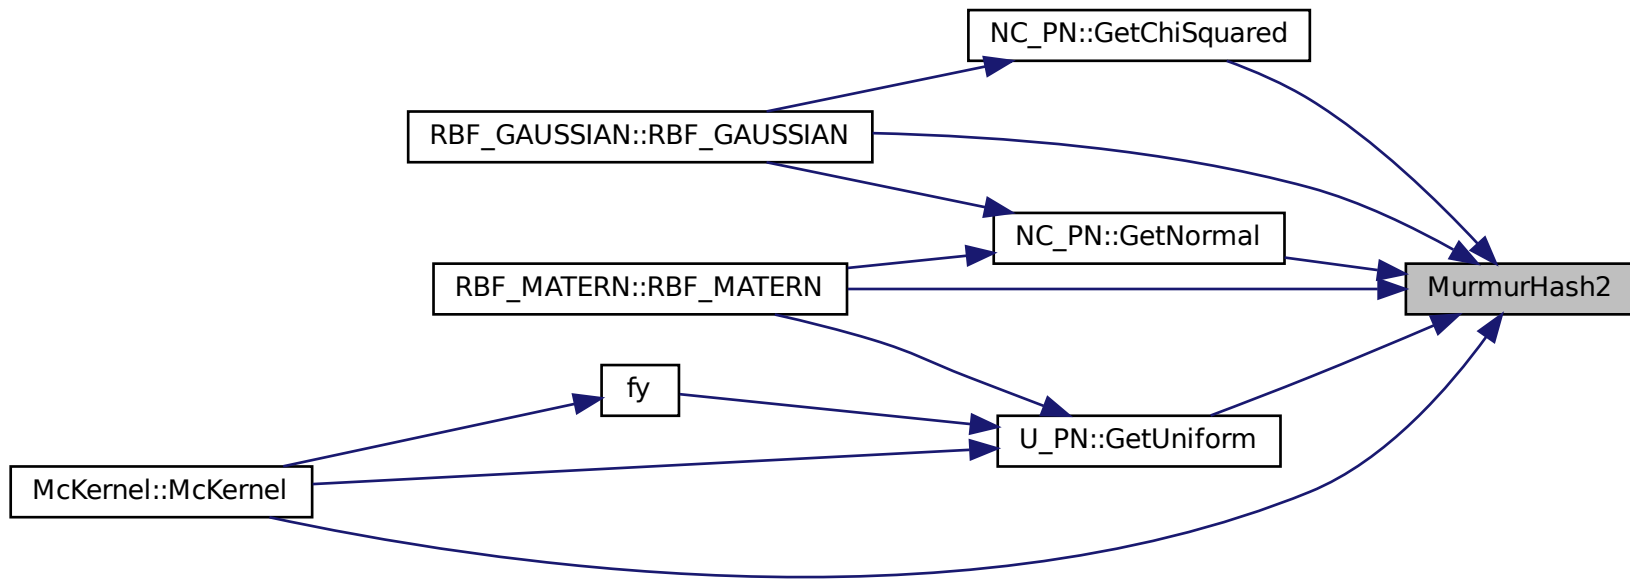 NC_PN::GetChiSquared
RBF_GAUSSIAN::RBF_GAUSSIAN
NC_PN::GetNormal
RBF_MATERN::RBF_MATERN
MurmurHash2
fy
U_PN::GetUniform
McKernel::McKernel